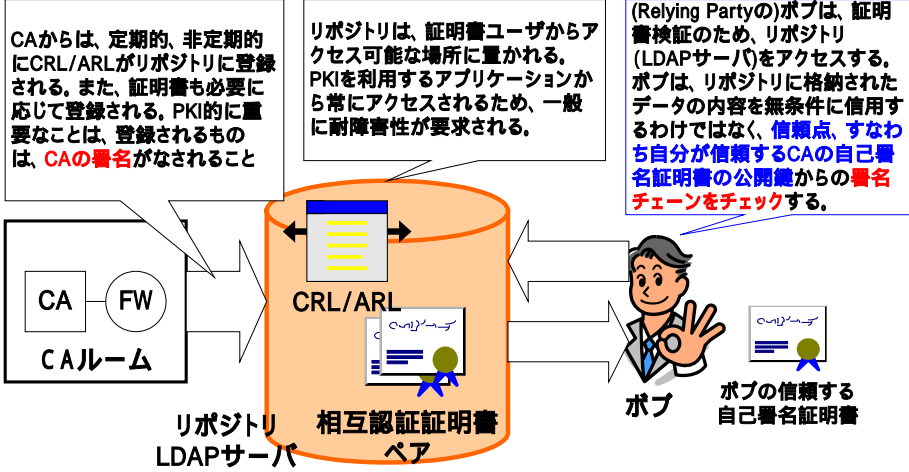 CAからは、定期的、非定期的
にCRL/ARLがリポジトリに登録
される。また、証明書も必要に
応じて登録される。PKI的に重
要なことは、登録されるもの
は、CAの署名がなされること
リポジトリは、証明書ユーザからア
クセス可能な場所に置かれる。
PKIを利用するアプリケーションか
ら常にアクセスされるため、一般
に耐障害性が要求される。
(Relying Partyの)ボブは、証明
書検証のため、リポジトリ
(LDAPサーバ)をアクセスする。
ボブは、リポジトリに格納された
データの内容を無条件に信用す
るわけではなく、信頼点、すなわ
ち自分が信頼するCAの自己署
名証明書の公開鍵からの署名
チェーンをチェックする。
CA
FW
CAルーム
CRL/ARL
相互認証証明書
ペア
リポジトリ
LDAPサーバ
ボブ
ボブの信頼する
自己署名証明書